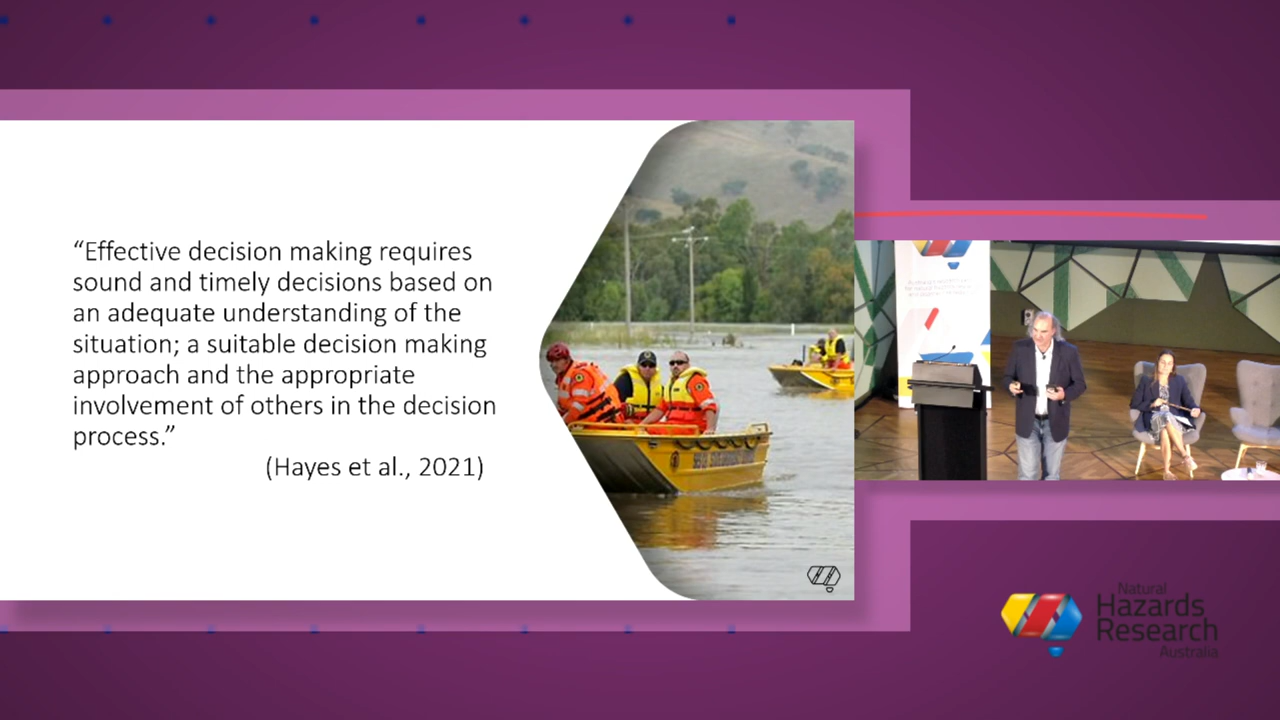 “Effective decision making requires
sound and timely decisions based on
an adequate understanding of the
situation; a suitable decision making
approach and the appropriate
involvement of others in the decision
process.”
(Hayes et al., 2021)
Natural
Hazards
Research
Australia